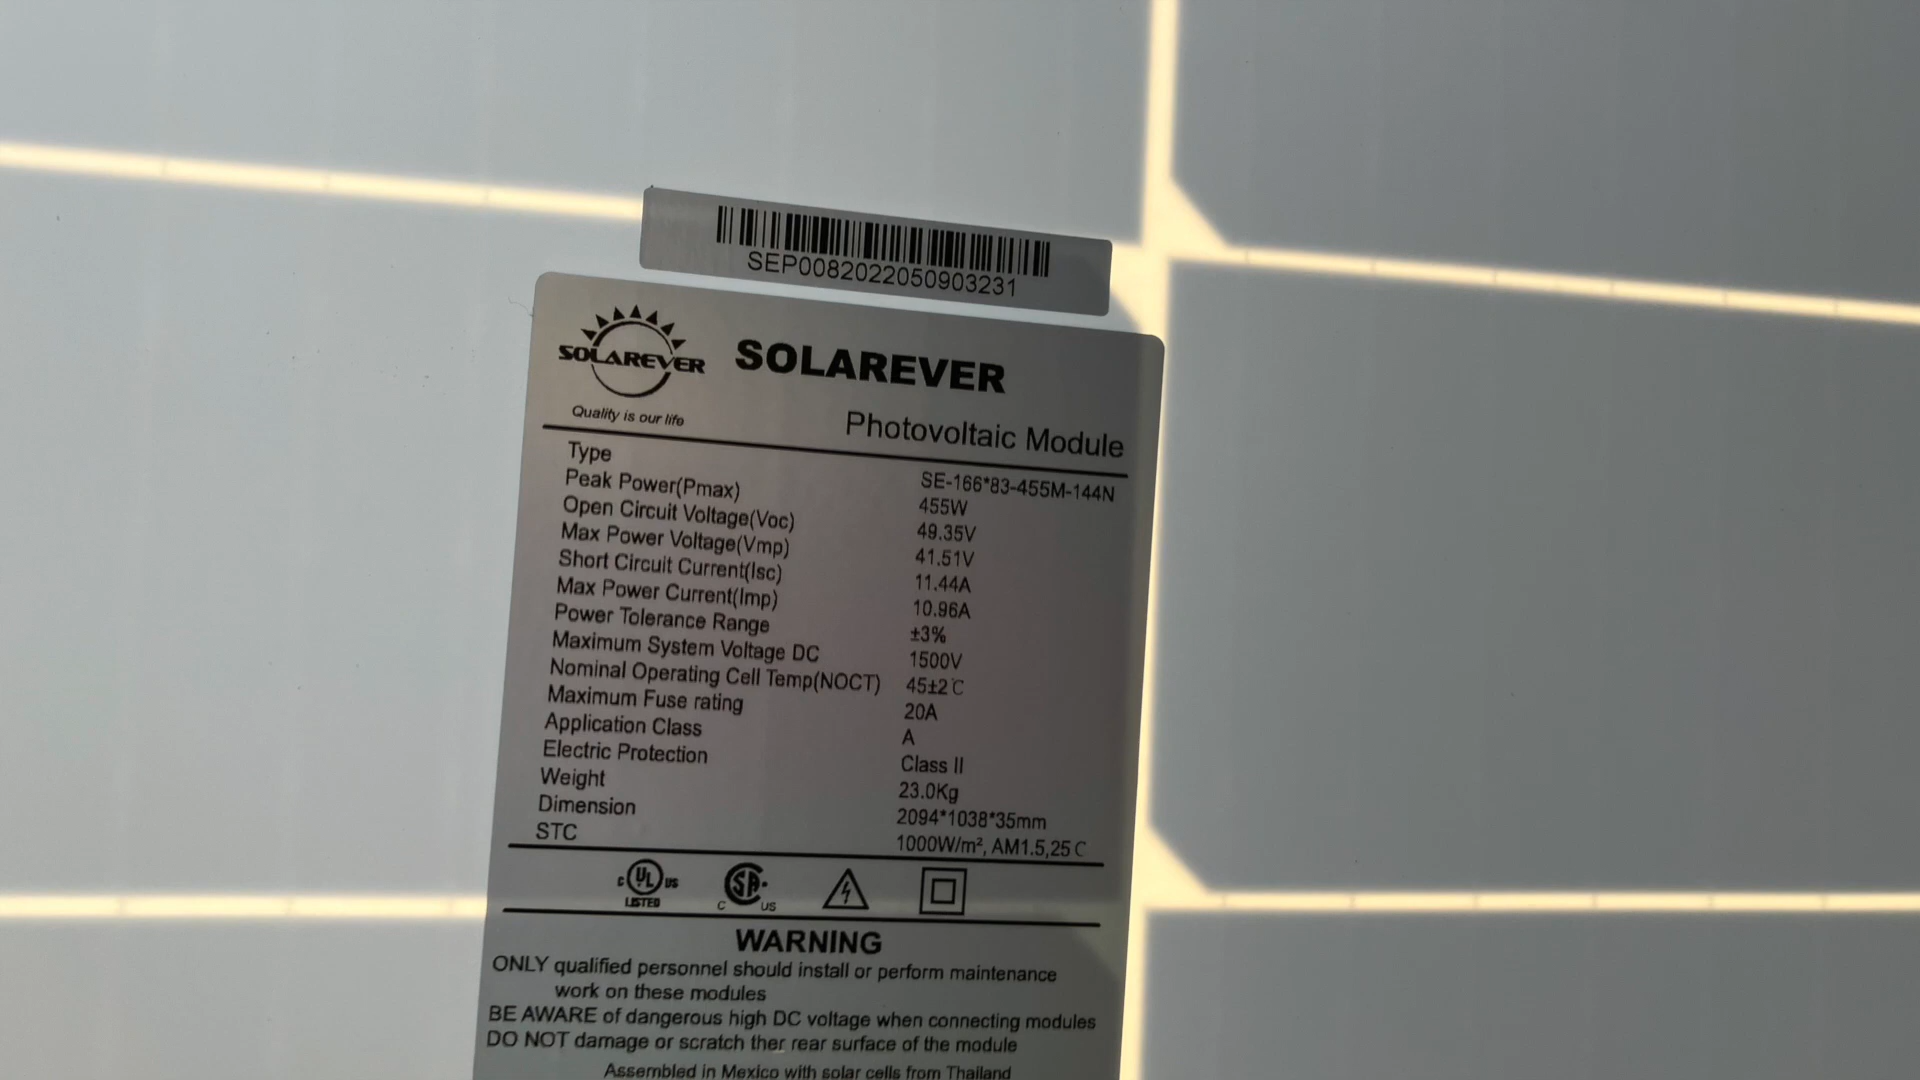 SEP0082022050903231
SOLAREVER
SOLAREVER
Quality is our life
Photovoltaic Module
Type SE-166*83-455M-144N
Peak Power(Pmax) 455W
Open Circuit Voltage(Voc) 49.35V
Max Power Voltage(Vmp) 41.51V
Short Circuit Current(Isc) 11.44A
Max Power Current(Imp) 10.96A
Power Tolerance Range ±3%
Maximum System Voltage DC 1500V
Nominal Operating Cell Temp(NOCT) 45±2℃
Maximum Fuse rating 20A
Application Class A
Electric Protection Class II
Weight 23.0Kg
Dimension 2094*1038*35mm
STC 1000W/m², AM1.5,25℃
C UL US LISTED
C SA US
WARNING
ONLY qualified personnel should install or perform maintenance
work on these modules
BE AWARE of dangerous high DC voltage when connecting modules
DO NOT damage or scratch ther rear surface of the module
Assembled in Mexico with solar cells from Thailand